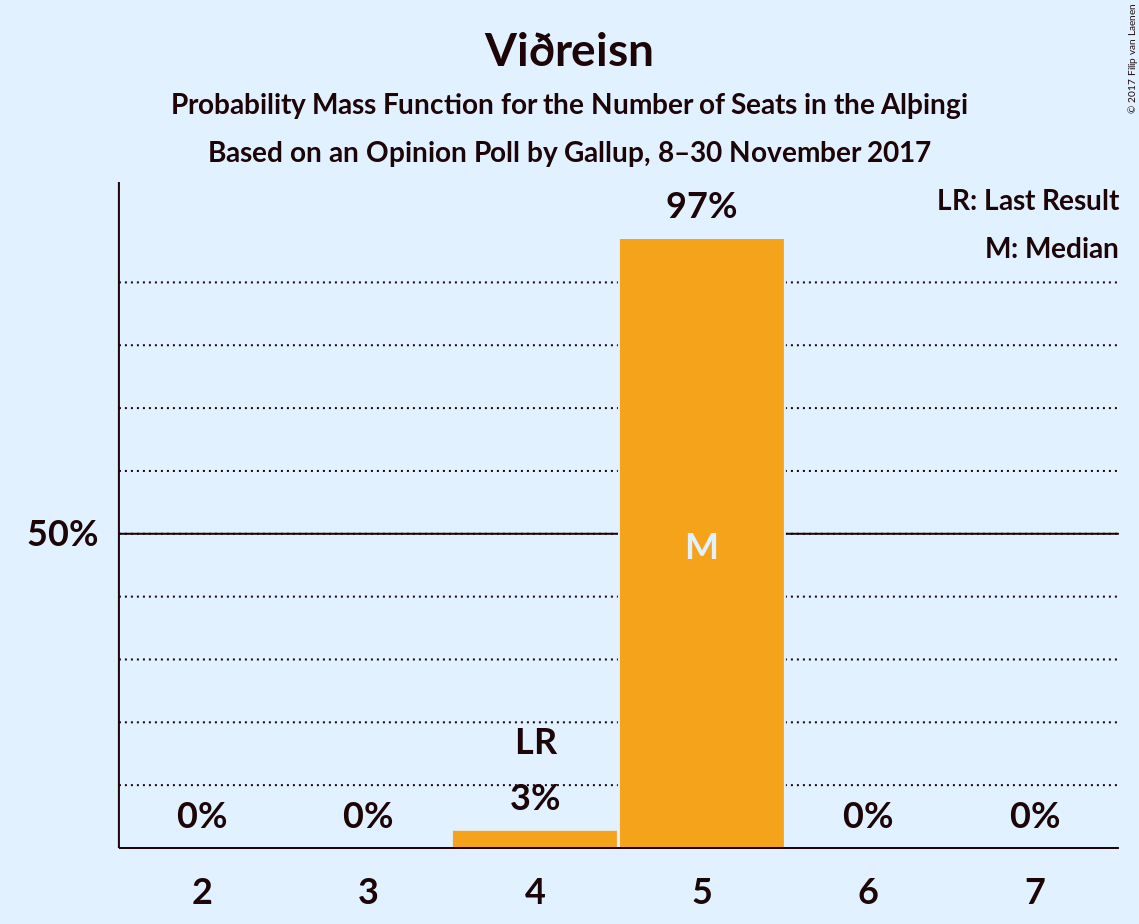 Viðreisn
Probability Mass Function for the Number of Seats in the Alþingi
Based on an Opinion Poll by Gallup, 8–30 November 2017
© 2017 Filip van Laenen
LR: Last Result
M: Median
97%
50%
M
LR
0% 0% 3% 0% 0%
2 3 4 5 6 7